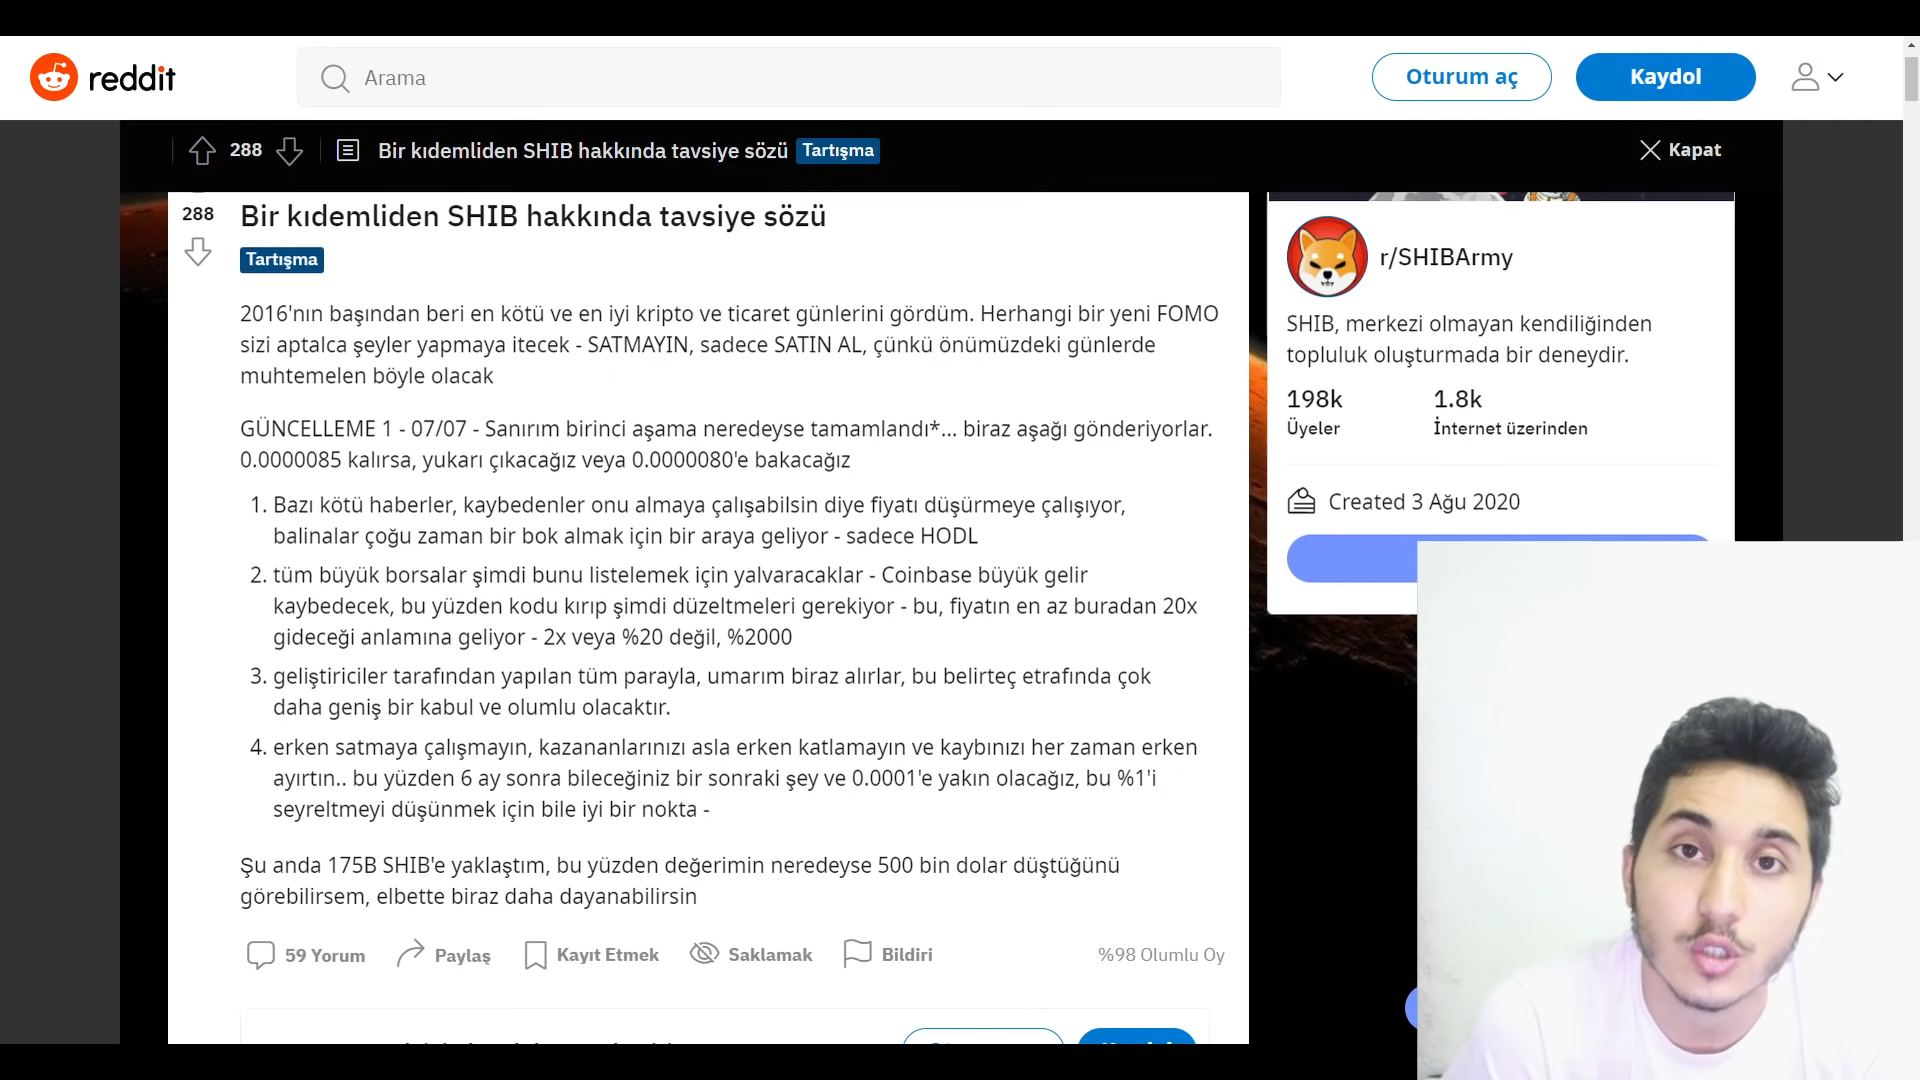 reddit
Arama
Oturum aç
Kaydol
288
Bir kıdemliden SHIB hakkında tavsiye sözü
Tartışma
Kapat
288
Bir kıdemliden SHIB hakkında tavsiye sözü
Tartışma
2016'nın başından beri en kötü ve en iyi kripto ve ticaret günlerini gördüm. Herhangi bir yeni FOMO
sizi aptalca şeyler yapmaya itecek - SATMAYIN, sadece SATIN AL, çünkü önümüzdeki günlerde
muhtemelen böyle olacak
GÜNCELLEME 1 - 07/07 - Sanırım birinci aşama neredeyse tamamlandı*... biraz aşağı gönderiyorlar.
0.0000085 kalırsa, yukarı çıkacağız veya 0.0000080'e bakacağız
1. Bazı kötü haberler, kaybedenler onu almaya çalışabilsin diye fiyatı düşürmeye çalışıyor,
balinalar çoğu zaman bir bok almak için bir araya geliyor - sadece HODL
2. tüm büyük borsalar şimdi bunu listelemek için yalvaracaklar - Coinbase büyük gelir
kaybedecek, bu yüzden kodu kırıp şimdi düzeltmeleri gerekiyor - bu, fiyatın en az buradan 20x
gideceği anlamına geliyor - 2x veya %20 değil, %2000
3. geliştiriciler tarafından yapılan tüm parayla, umarım biraz alırlar, bu belirteç etrafında çok
daha geniş bir kabul ve olumlu olacaktır.
4. erken satmaya çalışmayın, kazananlarınızı asla erken katlamayın ve kaybınızı her zaman erken
ayırtın.. bu yüzden 6 ay sonra bileceğiniz bir sonraki şey ve 0.0001'e yakın olacağız, bu %1'i
seyreltmeyi düşünmek için bile iyi bir nokta -
Şu anda 175B SHIB'e yaklaştım, bu yüzden değerimin neredeyse 500 bin dolar düştüğünü
görebilirsem, elbette biraz daha dayanabilirsin
59 Yorum
Paylaş
Kayıt Etmek
Saklamak
Bildiri
%98 Olumlu Oy
r/SHIBArmy
SHIB, merkezi olmayan kendiliğinden
topluluk oluşturmada bir deneydir.
198k
1.8k
Üyeler
İnternet üzerinden
Created 3 Ağu 2020